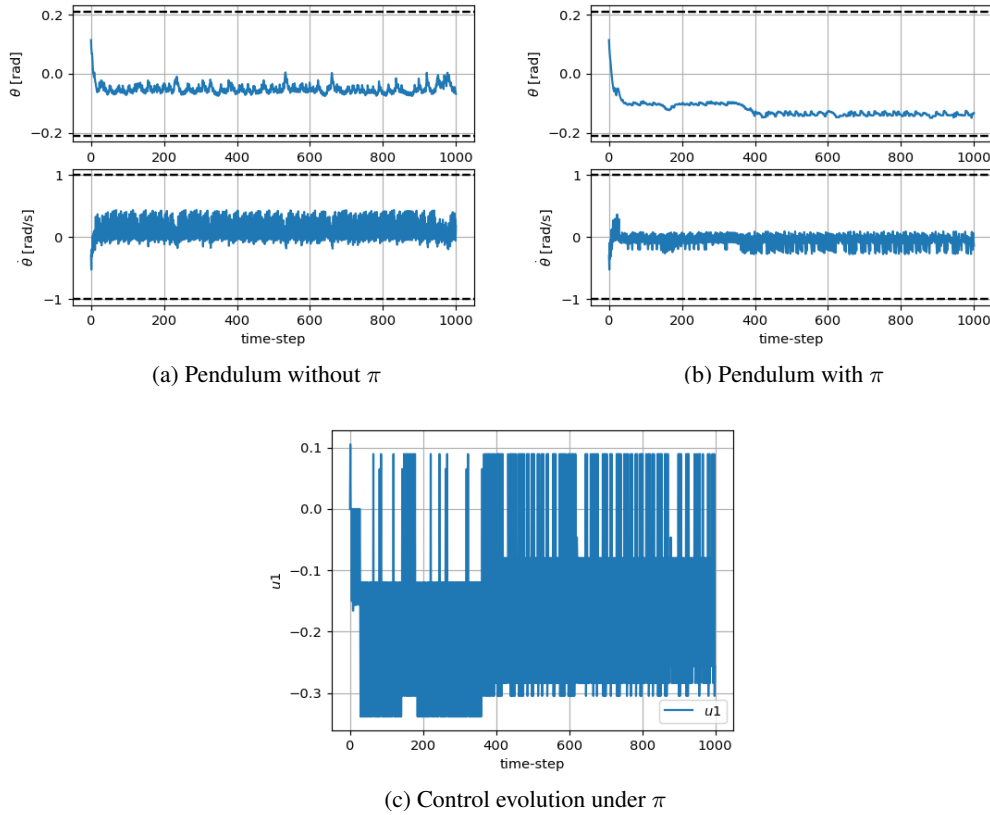 0.2
0.0
−0.2
θ [rad]
0 200 400 600 800 1000
1
0
−1
θ̇ [rad/s]
0 200 400 600 800 1000
time-step
(a) Pendulum without π
0.2
0.0
−0.2
θ [rad]
0 200 400 600 800 1000
1
0
−1
θ̇ [rad/s]
0 200 400 600 800 1000
time-step
(b) Pendulum with π
0.1
0.0
−0.1
−0.2
−0.3
u1
u1
0 200 400 600 800 1000
time-step
(c) Control evolution under π